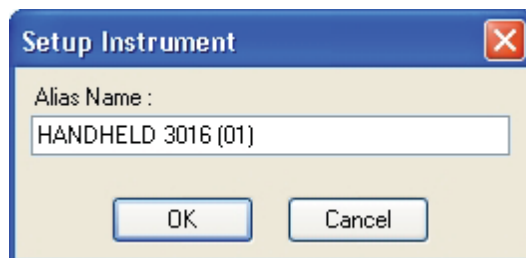 Setup Instrument
Alias Name :
HANDHELD 3016 (01)
OK Cancel